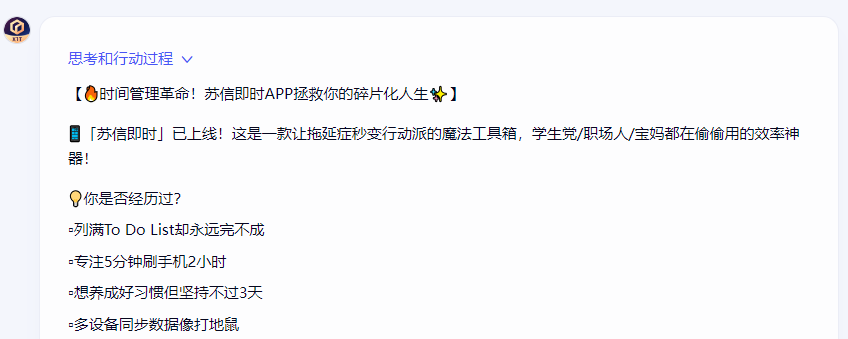 X1T
思考和行动过程
【🔥时间管理革命！苏信即时APP拯救你的碎片化人生✨】
📱「苏信即时」已上线！这是一款让拖延症秒变行动派的魔法工具箱，学生党/职场人/宝妈都在偷偷用的效率神
器！
💡你是否经历过？
▫列满To Do List却永远完不成
▫专注5分钟刷手机2小时
▫想养成好习惯但坚持不过3天
▫多设备同步数据像打地鼠